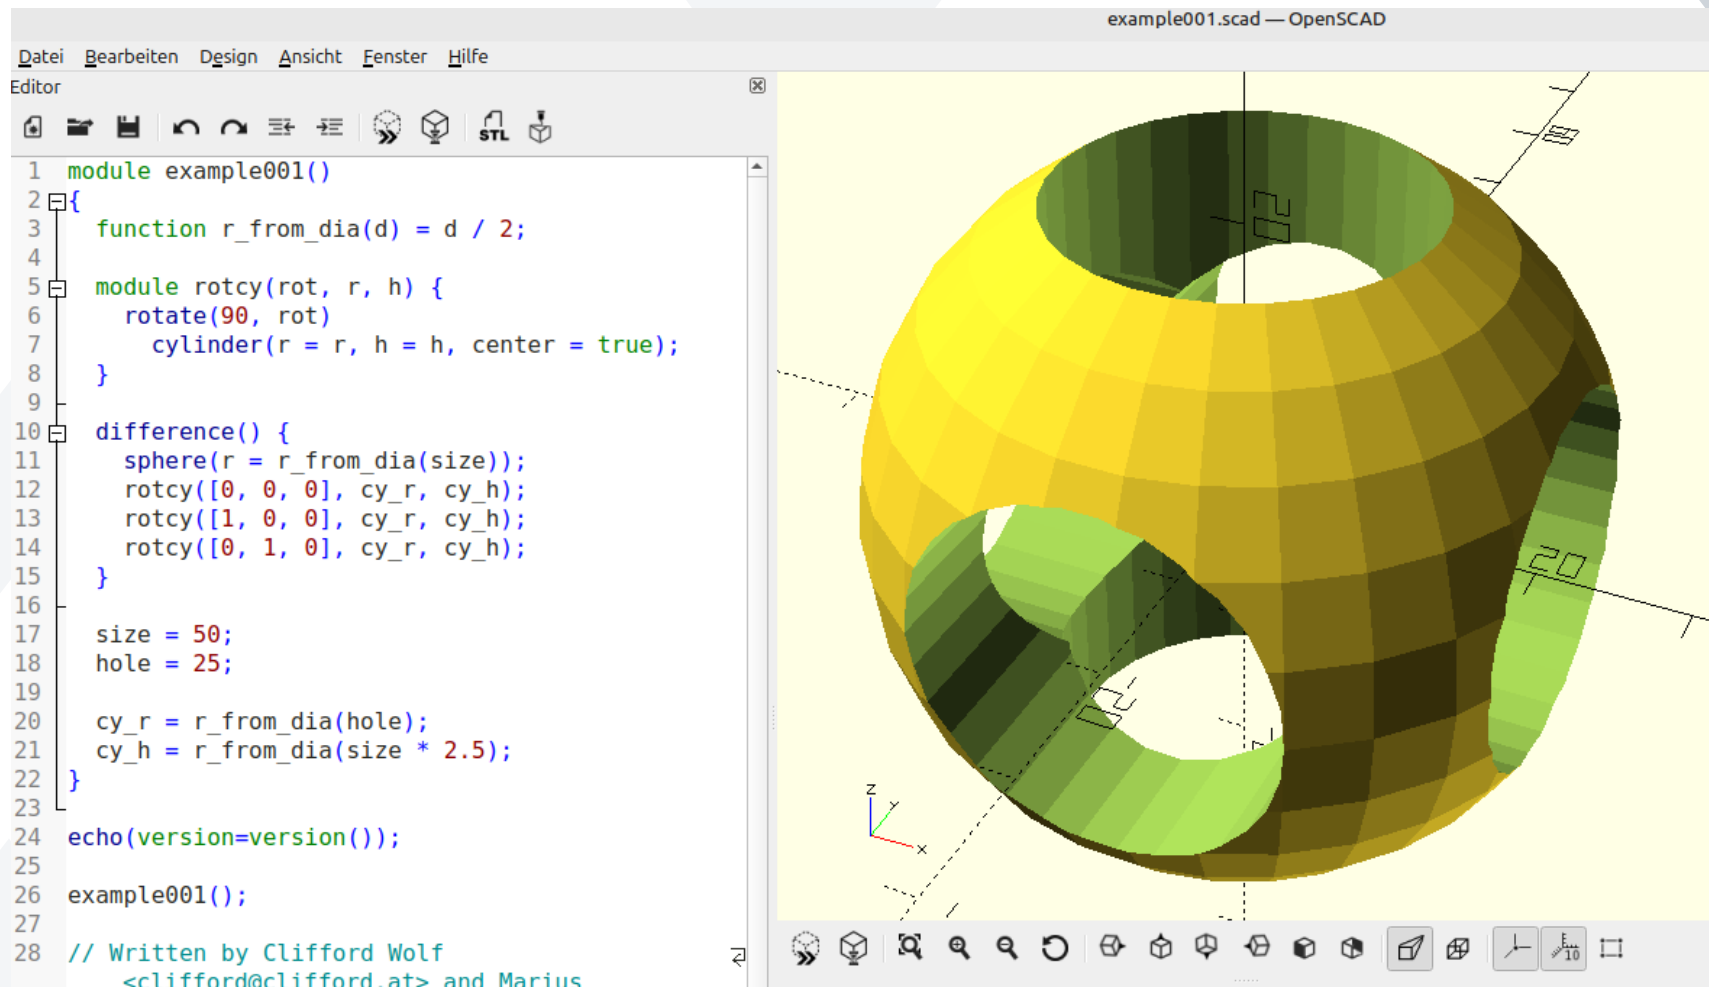 example001.scad — OpenSCAD
Datei Bearbeiten Design Ansicht Fenster Hilfe
Editor
STL
1 module example001()
2 {
3 function r_from_dia(d) = d / 2;
4
5 module rotcy(rot, r, h) {
6 rotate(90, rot)
7 cylinder(r = r, h = h, center = true);
8 }
9
10 difference() {
11 sphere(r = r_from_dia(size));
12 rotcy([0, 0, 0], cy_r, cy_h);
13 rotcy([1, 0, 0], cy_r, cy_h);
14 rotcy([0, 1, 0], cy_r, cy_h);
15 }
16
17 size = 50;
18 hole = 25;
19
20 cy_r = r_from_dia(hole);
21 cy_h = r_from_dia(size * 2.5);
22 }
23
24 echo(version=version());
25
26 example001();
27
28 // Written by Clifford Wolf
<clifford@clifford.at> and Marius
20
20
z
y
x
10